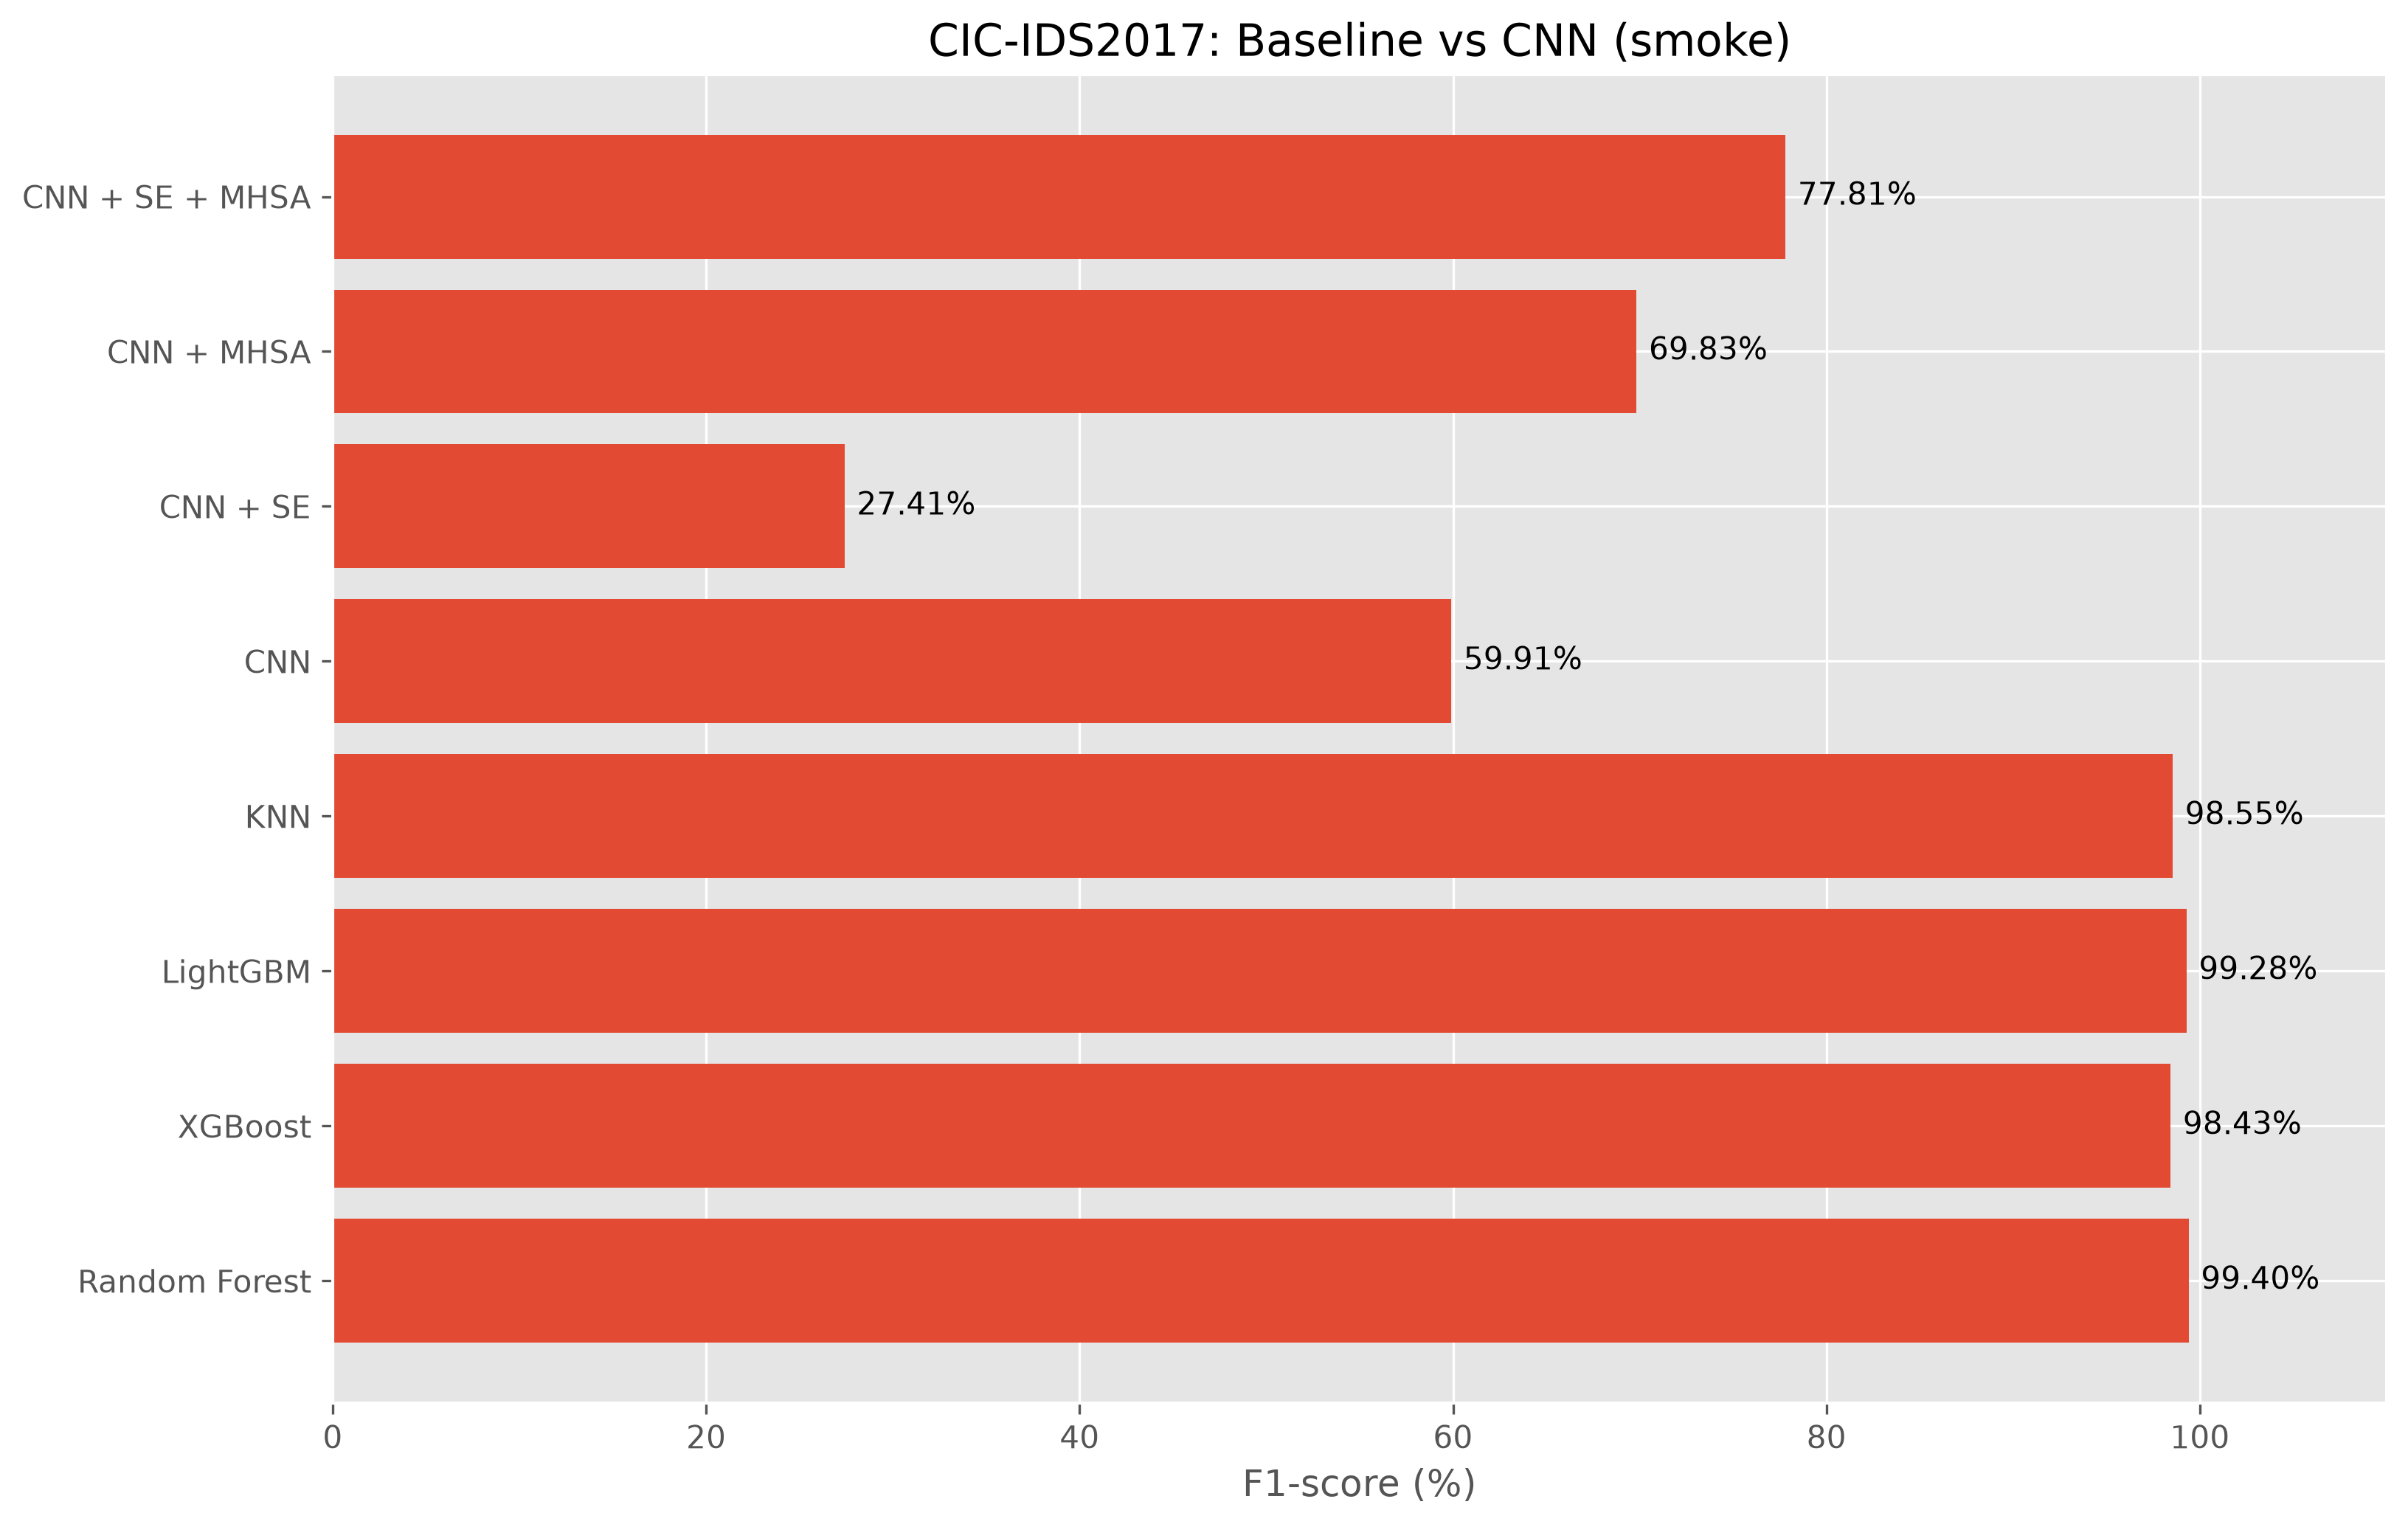 CIC-IDS2017: Baseline vs CNN (smoke)
CNN + SE + MHSA
77.81%
CNN + MHSA
69.83%
CNN + SE
27.41%
CNN
59.91%
KNN
98.55%
LightGBM
99.28%
XGBoost
98.43%
Random Forest
99.40%
0 20 40 60 80 100
F1-score (%)